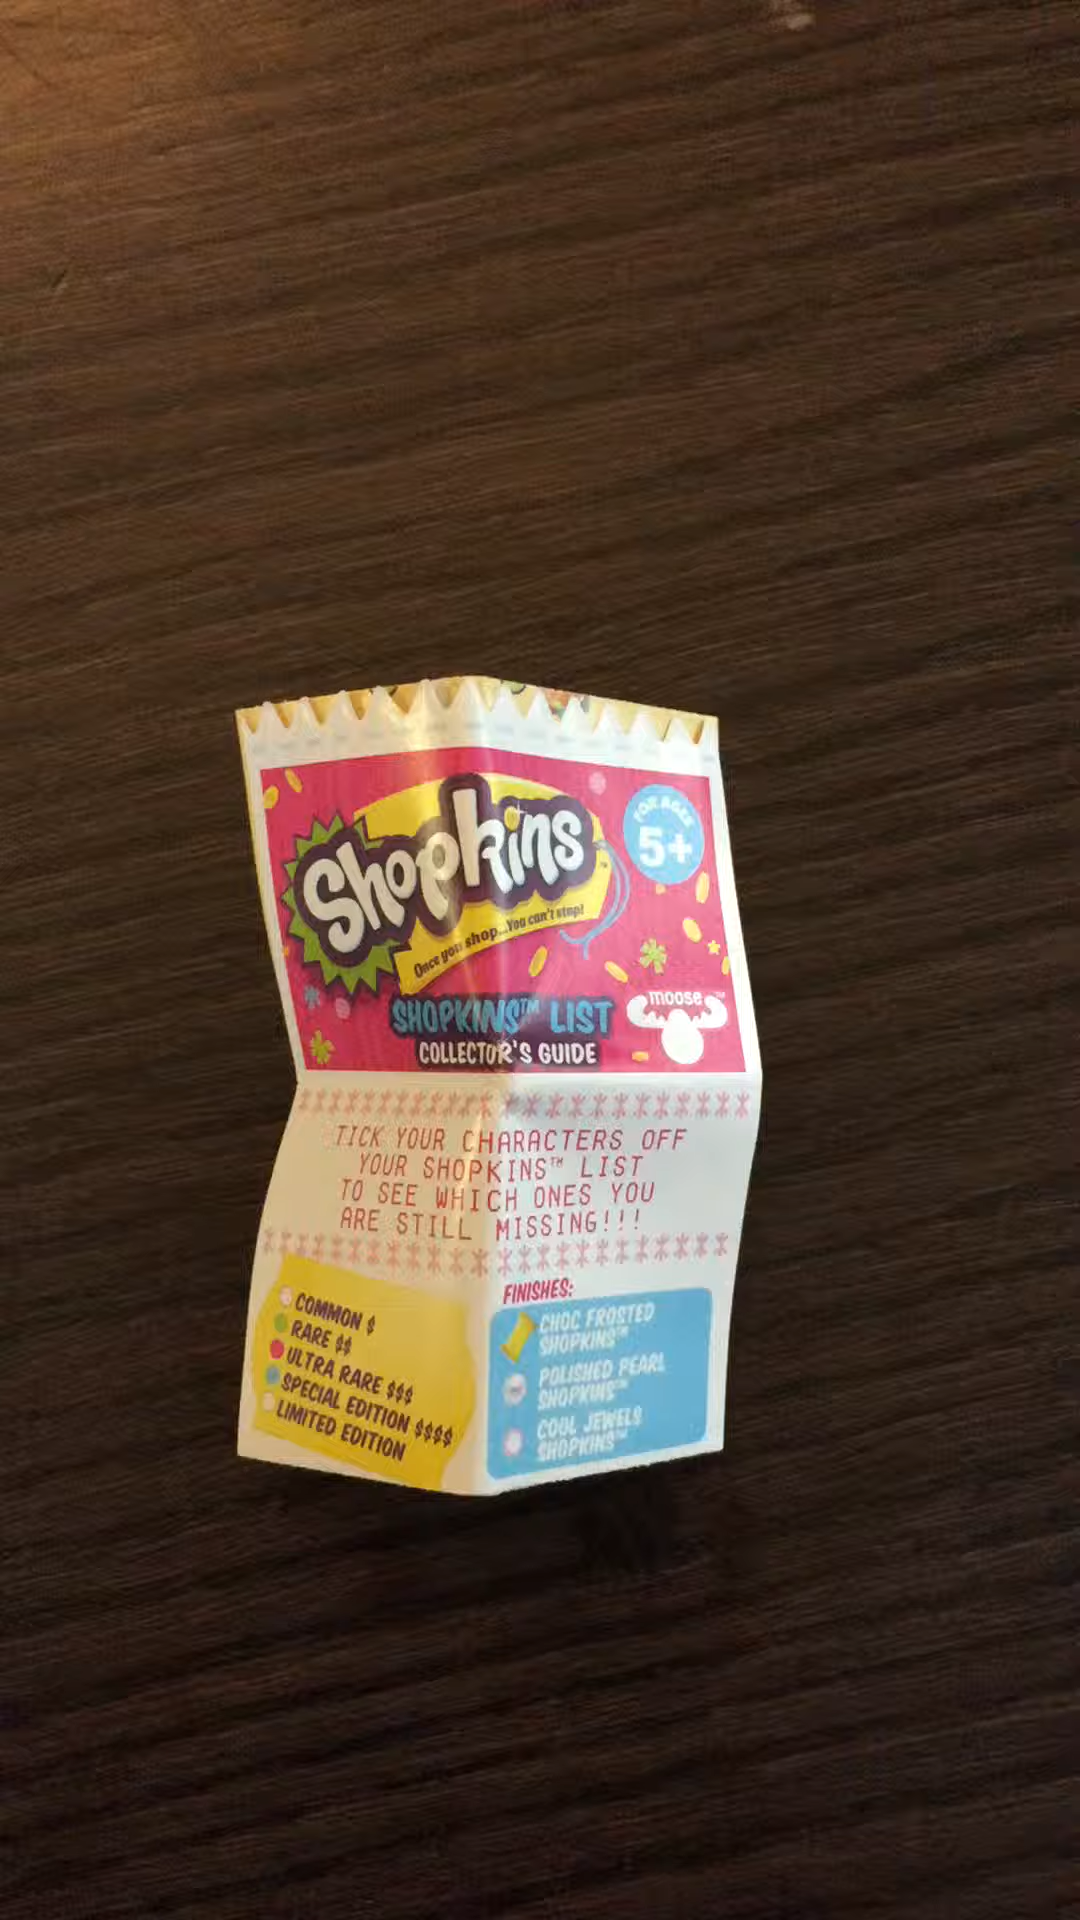 Shopkins
Once you shop...You can't stop!
FOR AGES
5+
SHOPKINS™ LIST
COLLECTOR'S GUIDE
moose™
TICK YOUR CHARACTERS OFF
YOUR SHOPKINS™ LIST
TO SEE WHICH ONES YOU
ARE STILL MISSING!!!
COMMON $
RARE $$
ULTRA RARE $$$
SPECIAL EDITION $$$$
LIMITED EDITION
FINISHES:
CHOC FROSTED
SHOPKINS™
POLISHED PEARL
SHOPKINS™
COOL JEWELS
SHOPKINS™